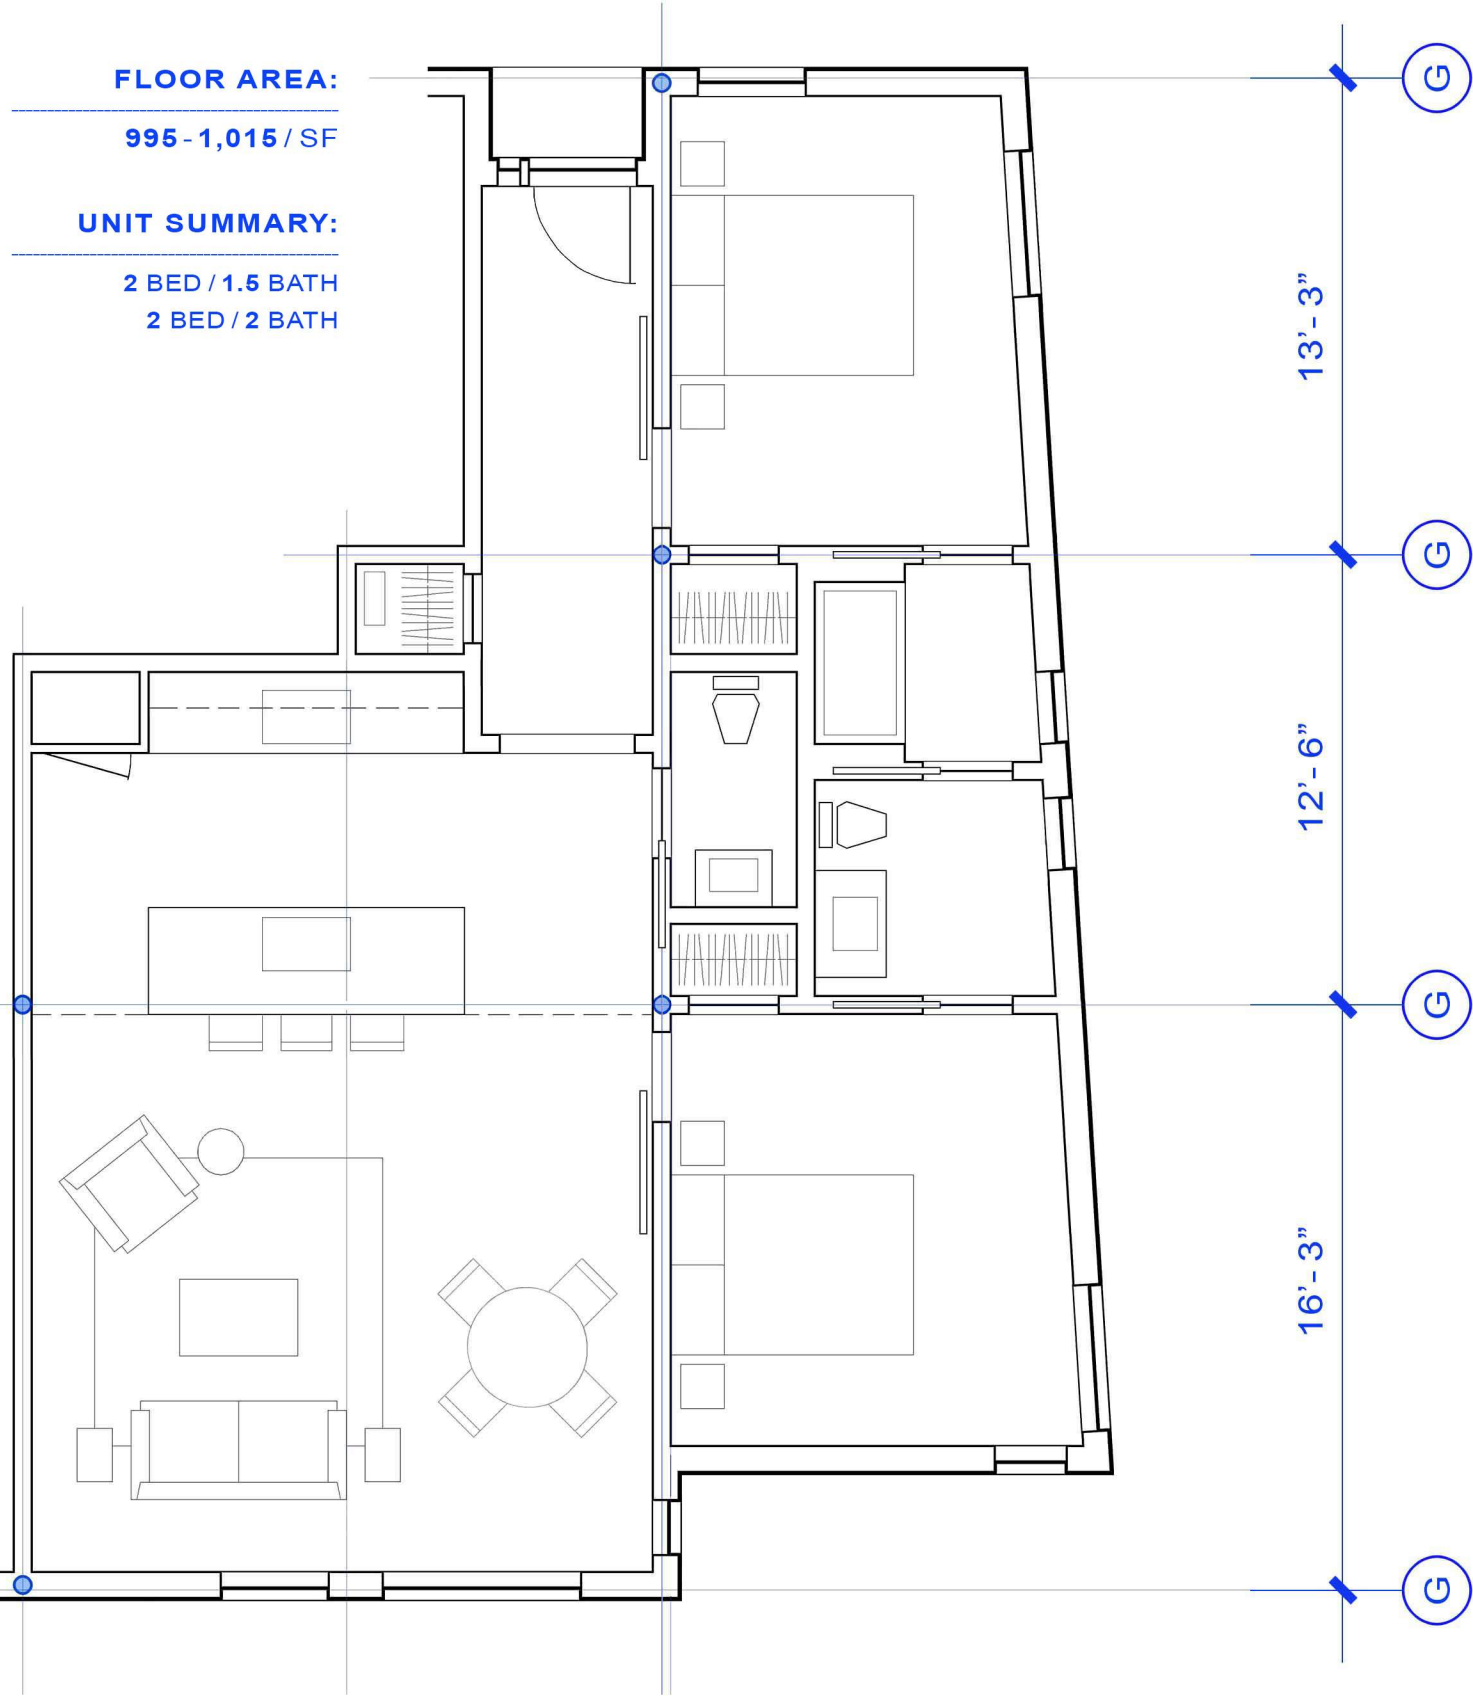 FLOOR AREA:
995-1,015 / SF
UNIT SUMMARY:
2 BED / 1.5 BATH
2 BED / 2 BATH
G
13’-3”
G
12’-6”
G
16’-3”
G